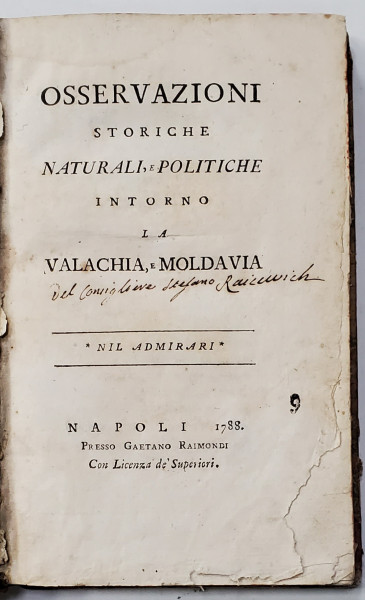 OSSERVAZIONI
STORICHE
NATURALI, E POLITICHE
INTORNO
LA
VALACHIA, E MOLDAVIA
del Consigliere Stefano Raicevich
* NIL ADMIRARI *
NAPOLI 1788.
PRESSO GAETANO RAIMONDI
Con Licenza de' Superiori.
9